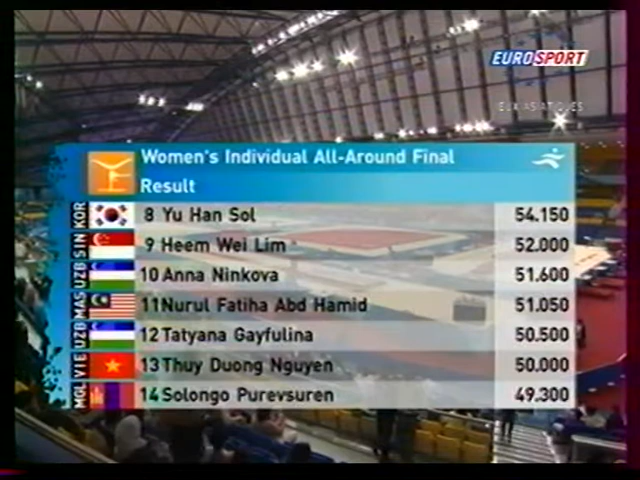 EUROSPORT
JEUX ASIATIQUES
Women's Individual All-Around Final
Result
KOR 8 Yu Han Sol 54.150
SIN 9 Heem Wei Lim 52.000
UZB 10 Anna Ninkova 51.600
MAS 11 Nurul Fatiha Abd Hamid 51.050
UZB 12 Tatyana Gayfulina 50.500
VIE 13 Thuy Duong Nguyen 50.000
MGL 14 Solongo Purevsuren 49.300